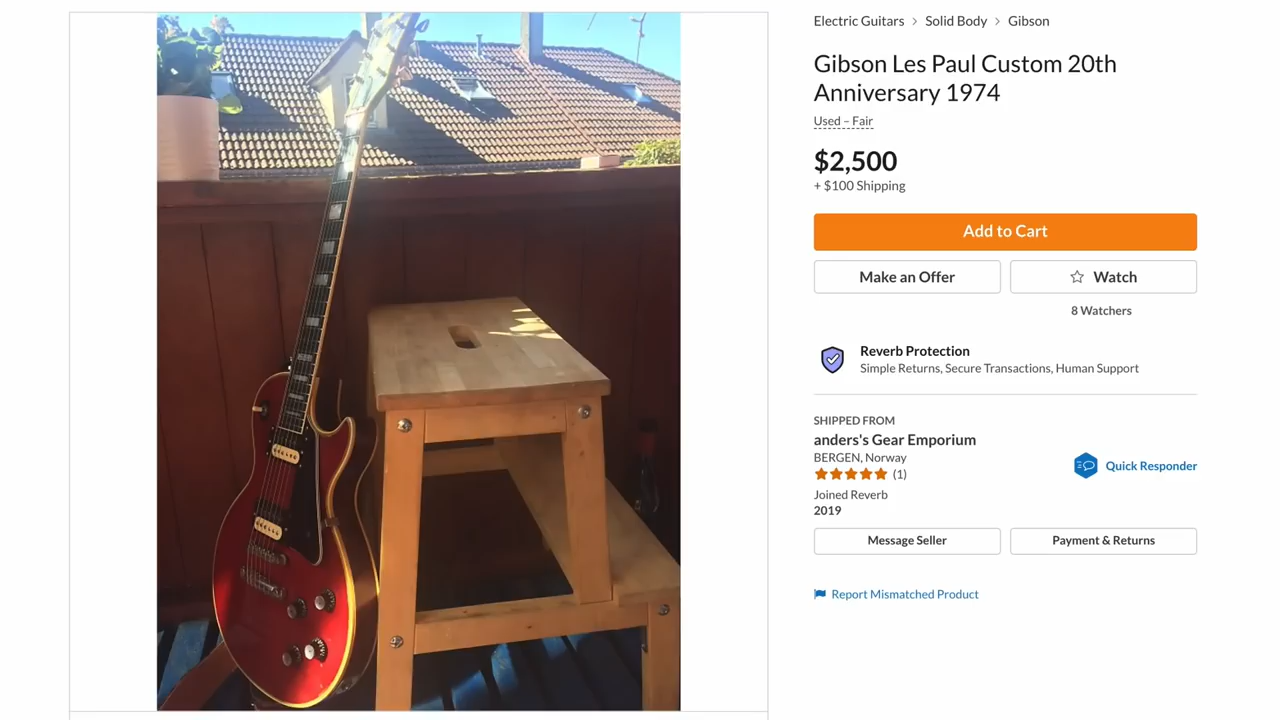 Electric Guitars > Solid Body > Gibson
Gibson Les Paul Custom 20th
Anniversary 1974
Used – Fair
$2,500
+ $100 Shipping
Add to Cart
Make an Offer
Watch
8 Watchers
Reverb Protection
Simple Returns, Secure Transactions, Human Support
SHIPPED FROM
anders's Gear Emporium
BERGEN, Norway
(1)
Quick Responder
Joined Reverb
2019
Message Seller
Payment & Returns
Report Mismatched Product